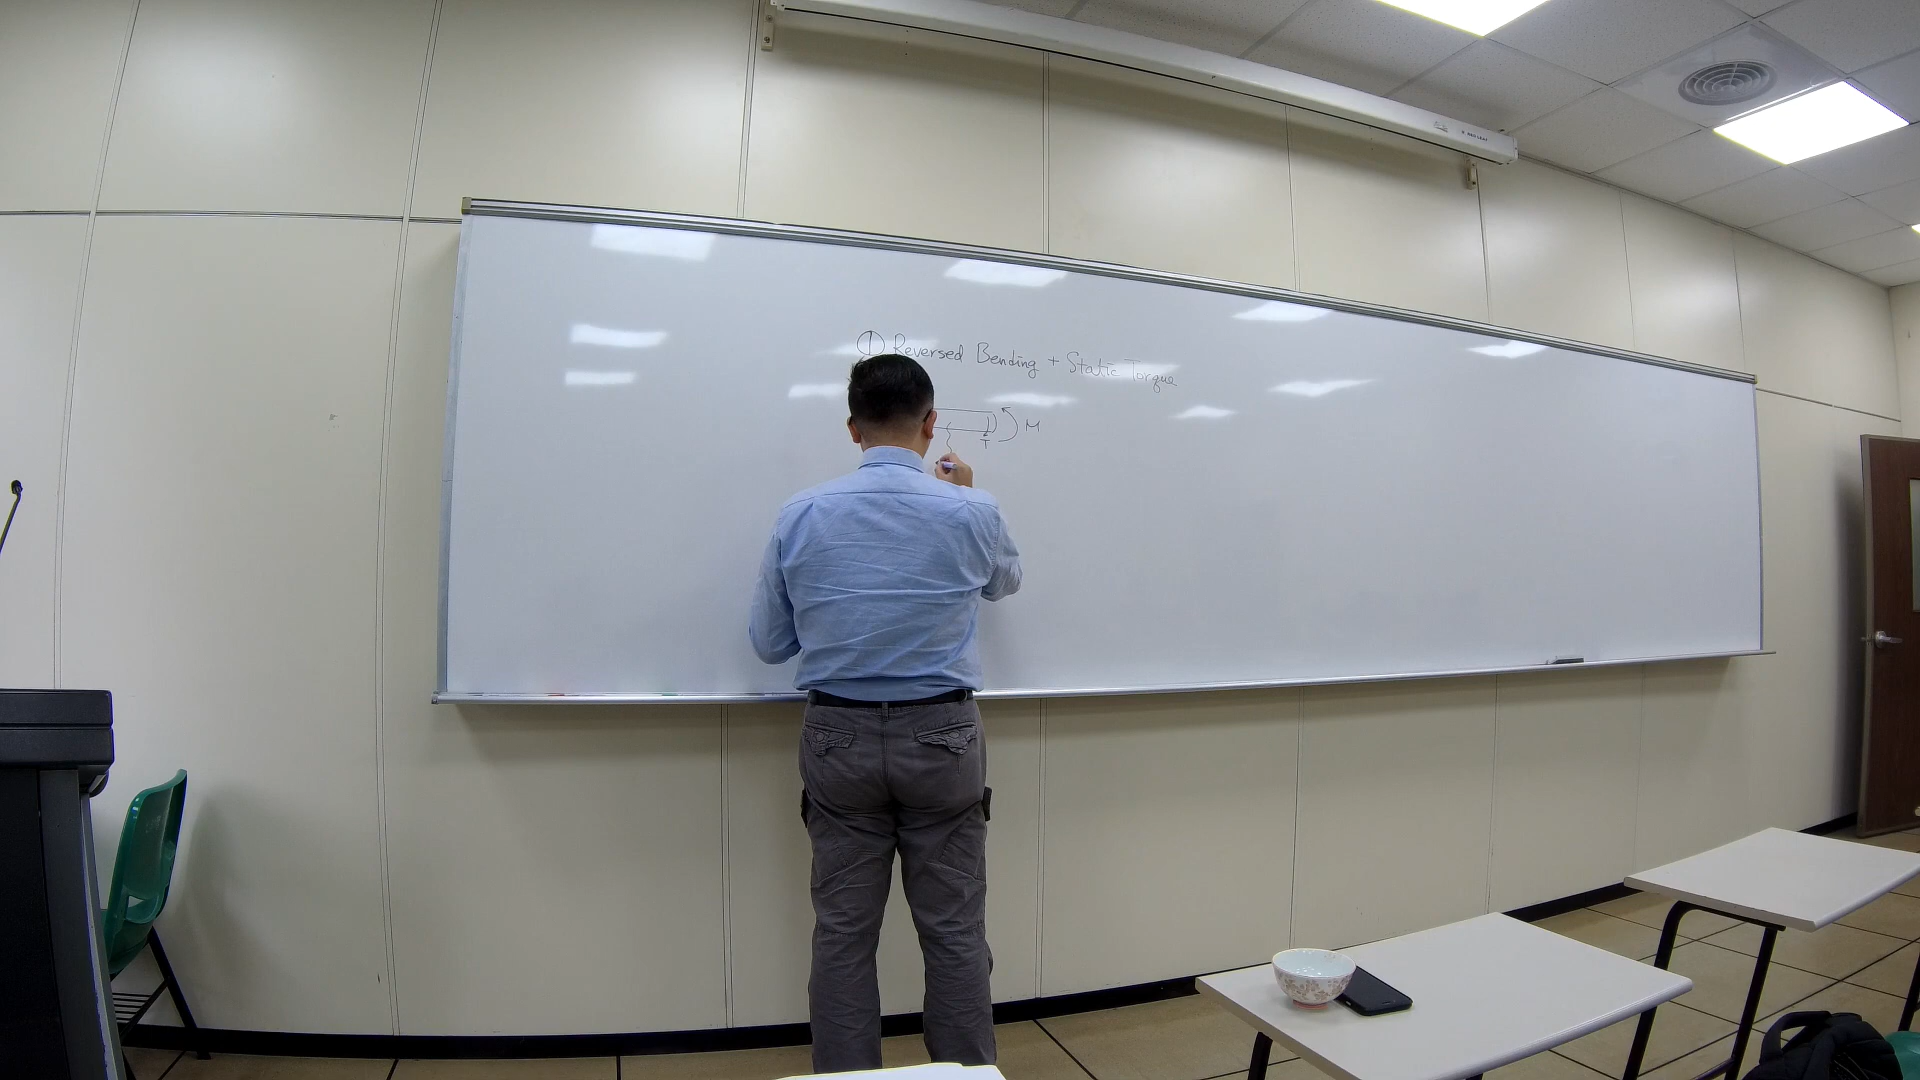 ① Reversed Bending + Static Torque
M
T